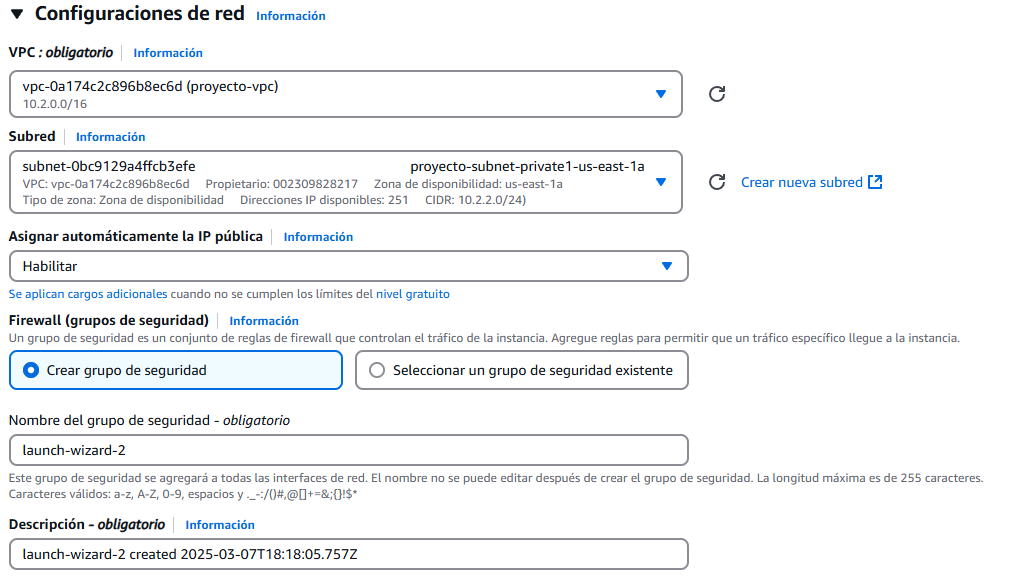 Configuraciones de red Información
VPC : obligatorio Información
vpc-0a174c2c896b8ec6d (proyecto-vpc)
10.2.0.0/16
Subred Información
subnet-0bc9129a4ffcb3efe proyecto-subnet-private1-us-east-1a
VPC: vpc-0a174c2c896b8ec6d Propietario: 002309828217 Zona de disponibilidad: us-east-1a
Tipo de zona: Zona de disponibilidad Direcciones IP disponibles: 251 CIDR: 10.2.2.0/24)
Crear nueva subred
Asignar automáticamente la IP pública Información
Habilitar
Se aplican cargos adicionales cuando no se cumplen los límites del nivel gratuito
Firewall (grupos de seguridad) Información
Un grupo de seguridad es un conjunto de reglas de firewall que controlan el tráfico de la instancia. Agregue reglas para permitir que un tráfico específico llegue a la instancia.
Crear grupo de seguridad Seleccionar un grupo de seguridad existente
Nombre del grupo de seguridad - obligatorio
launch-wizard-2
Este grupo de seguridad se agregará a todas las interfaces de red. El nombre no se puede editar después de crear el grupo de seguridad. La longitud máxima es de 255 caracteres.
Caracteres válidos: a-z, A-Z, 0-9, espacios y ._-:/()#,@[]+=&;{}!$*
Descripción - obligatorio Información
launch-wizard-2 created 2025-03-07T18:18:05.757Z